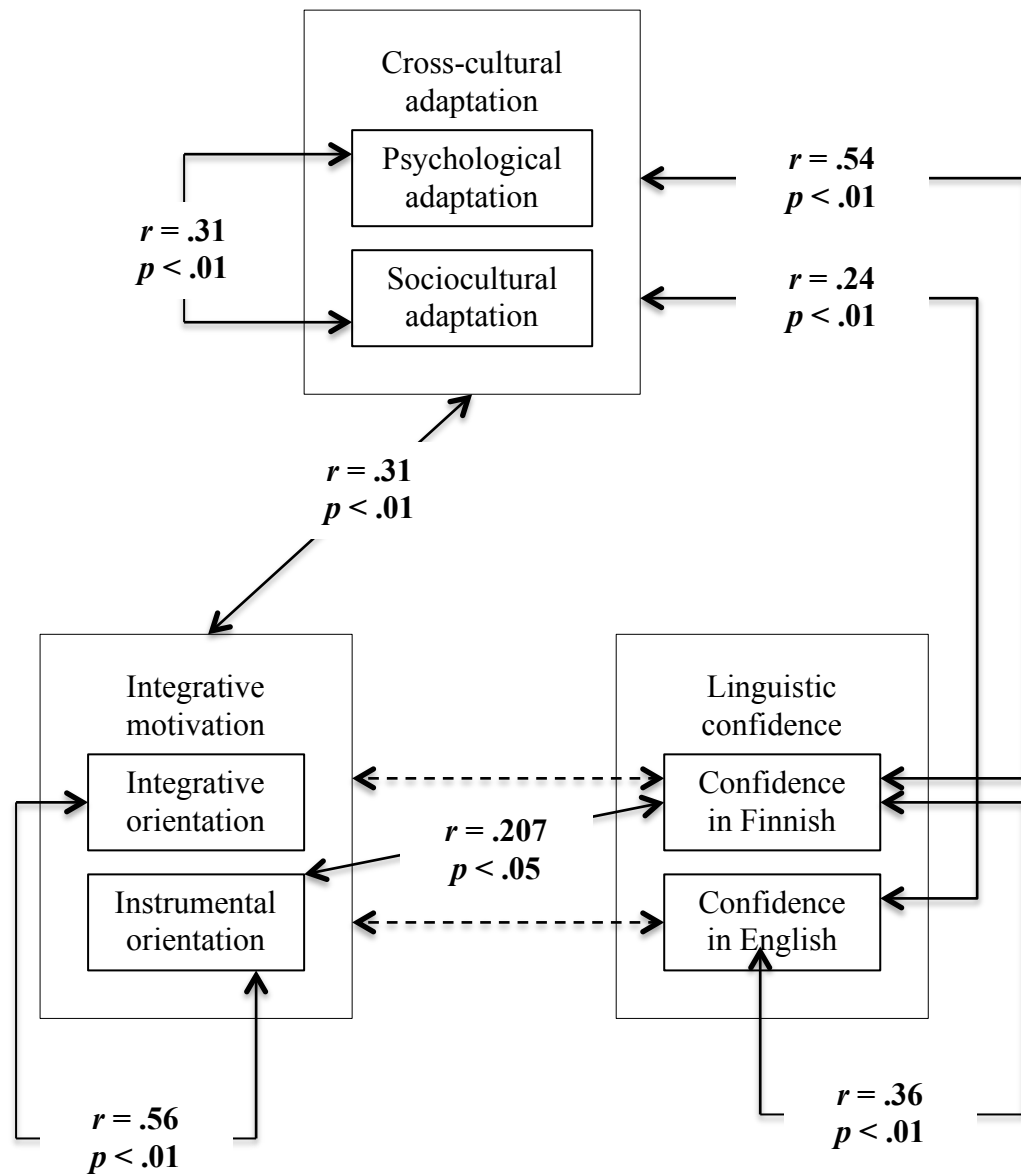 Cross-cultural
adaptation
Psychological
adaptation
r = .54
p < .01
r = .31
p < .01
Sociocultural
adaptation
r = .24
p < .01
r = .31
p < .01
Integrative
motivation
Integrative
orientation
Instrumental
orientation
r = .207
p < .05
Linguistic
confidence
Confidence
in Finnish
Confidence
in English
r = .56
p < .01
r = .36
p < .01